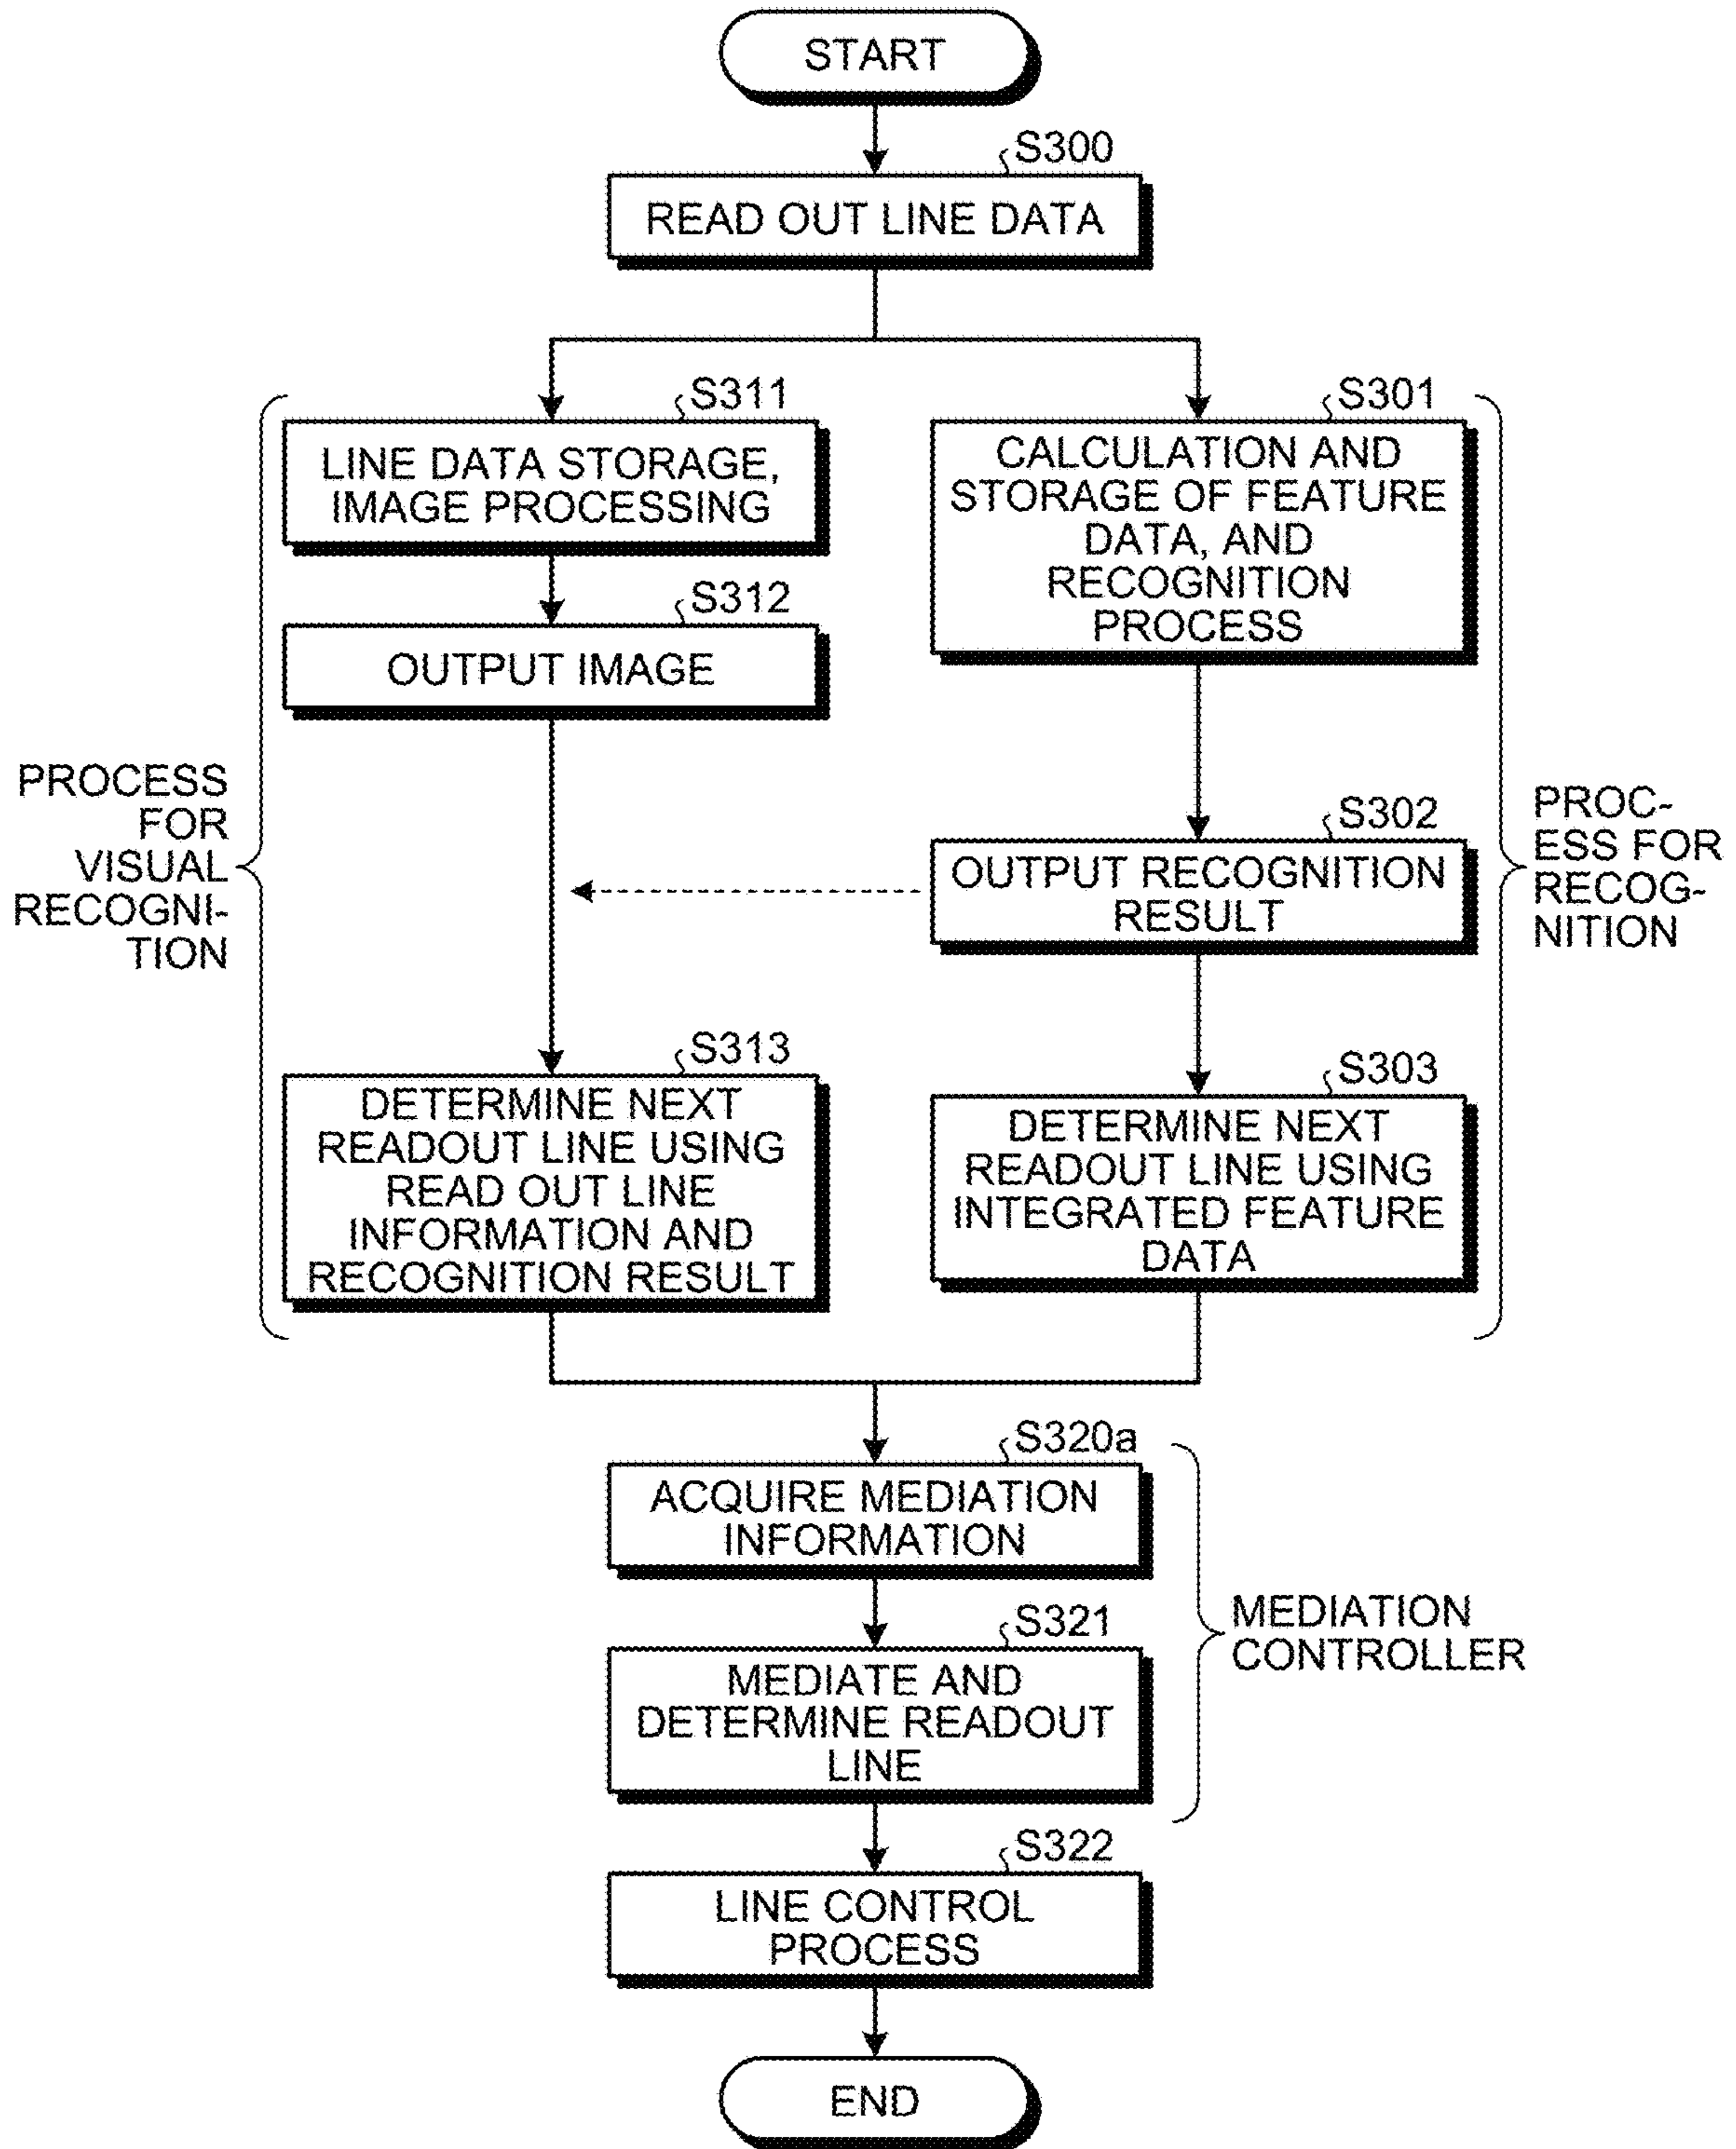 START
S300
READ OUT LINE DATA
S311
LINE DATA STORAGE,
IMAGE PROCESSING
S312
OUTPUT IMAGE
PROCESS
FOR
VISUAL
RECOGNI-
TION
S313
DETERMINE NEXT
READOUT LINE USING
READ OUT LINE
INFORMATION AND
RECOGNITION RESULT
S301
CALCULATION AND
STORAGE OF FEATURE
DATA, AND
RECOGNITION
PROCESS
S302
OUTPUT RECOGNITION
RESULT
PROC-
ESS FOR
RECOG-
NITION
S303
DETERMINE NEXT
READOUT LINE USING
INTEGRATED FEATURE
DATA
S320a
ACQUIRE MEDIATION
INFORMATION
S321
MEDIATE AND
DETERMINE READOUT
LINE
MEDIATION
CONTROLLER
S322
LINE CONTROL
PROCESS
END